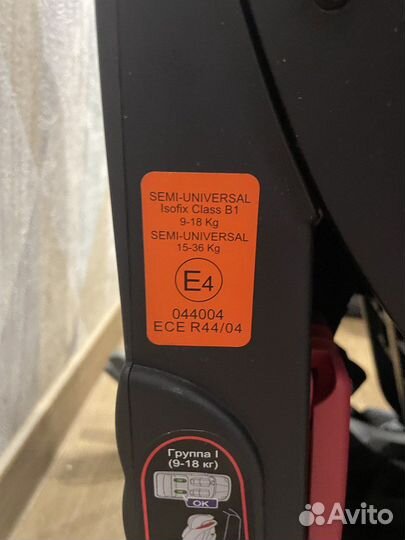 SEMI-UNIVERSAL
Isofix Class B1
9-18 Kg
SEMI-UNIVERSAL
15-36 Kg
E4
044004
ECE R44/04
Группа I
(9-18 кг)
OK
Avito